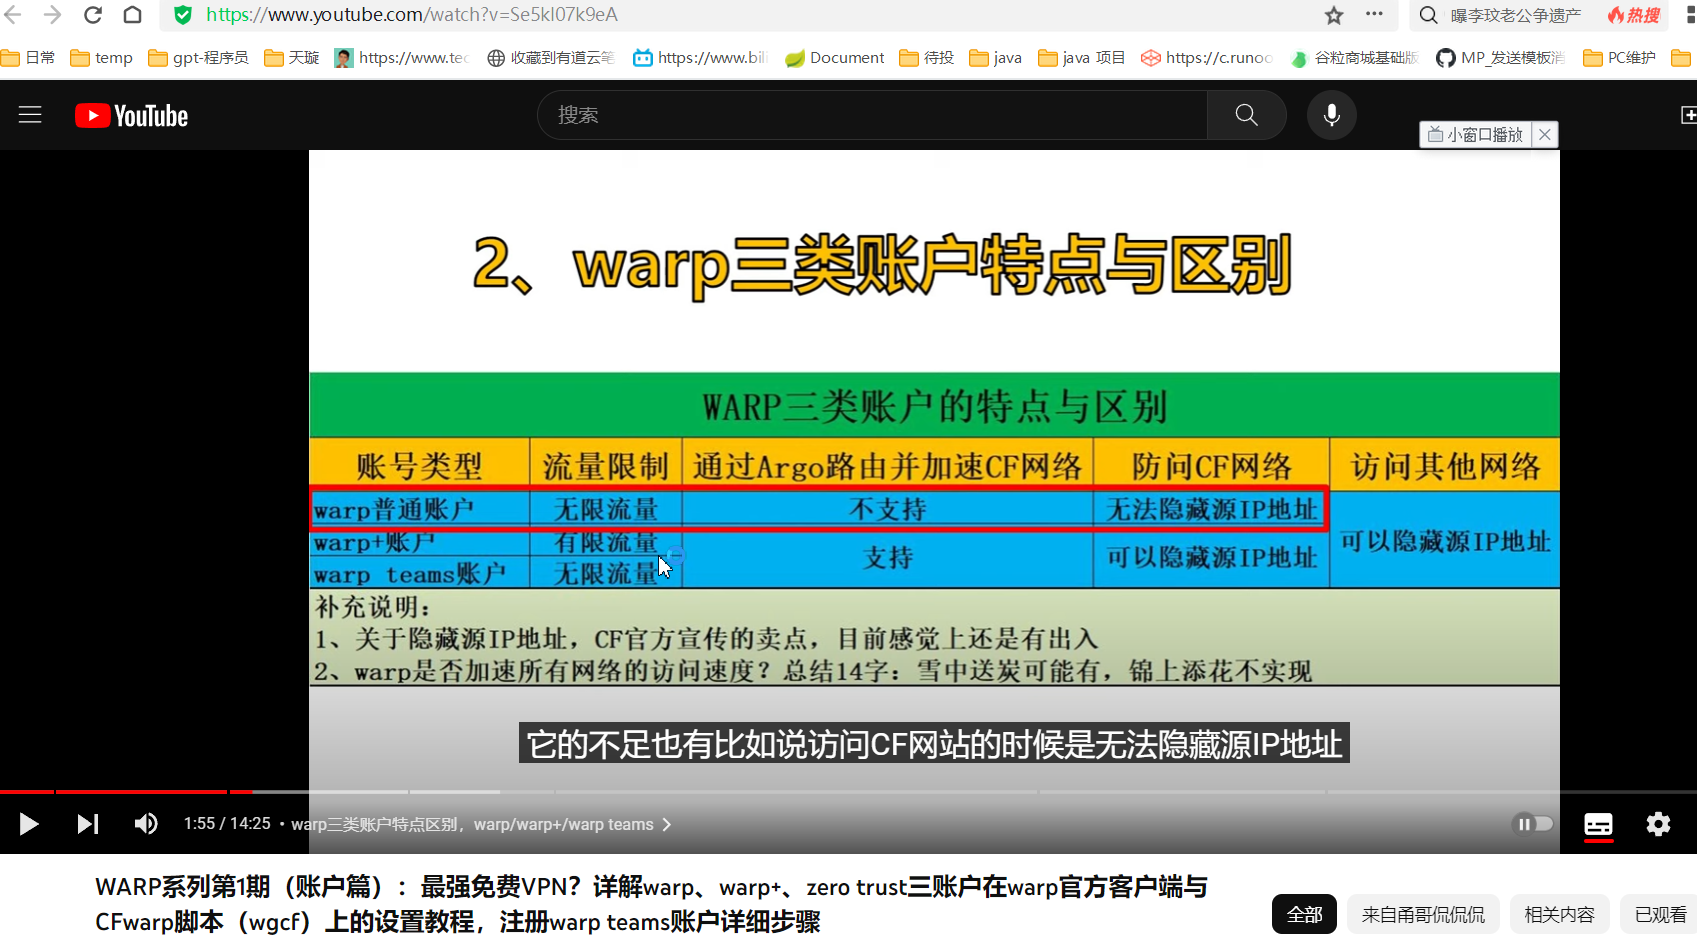 https://www.youtube.com/watch?v=Se5kl07k9eA
曝李玟老公争遗产
热搜
日常
temp
gpt-程序员
天璇
https://www.tec
收藏到有道云笔
https://www.bili
Document
待投
java
java 项目
https://c.runoo
谷粒商城基础版
MP_发送模板消
PC维护
YouTube
搜索
小窗口播放
2、warp三类账户特点与区别
WARP三类账户的特点与区别
账号类型 流量限制 通过Argo路由并加速CF网络 防问CF网络 访问其他网络
warp普通账户 无限流量 不支持 无法隐藏源IP地址
warp+账户 有限流量 支持 可以隐藏源IP地址 可以隐藏源IP地址
warp teams账户 无限流量
补充说明：
1、关于隐藏源IP地址，CF官方宣传的卖点，目前感觉上还是有出入
2、warp是否加速所有网络的访问速度？总结14字：雪中送炭可能有，锦上添花不实现
它的不足也有比如说访问CF网站的时候是无法隐藏源IP地址
1:55 / 14:25 • warp三类账户特点区别，warp/warp+/warp teams
WARP系列第1期（账户篇）：最强免费VPN？详解warp、warp+、zero trust三账户在warp官方客户端与
CFwarp脚本（wgcf）上的设置教程，注册warp teams账户详细步骤
全部
来自甬哥侃侃侃
相关内容
已观看